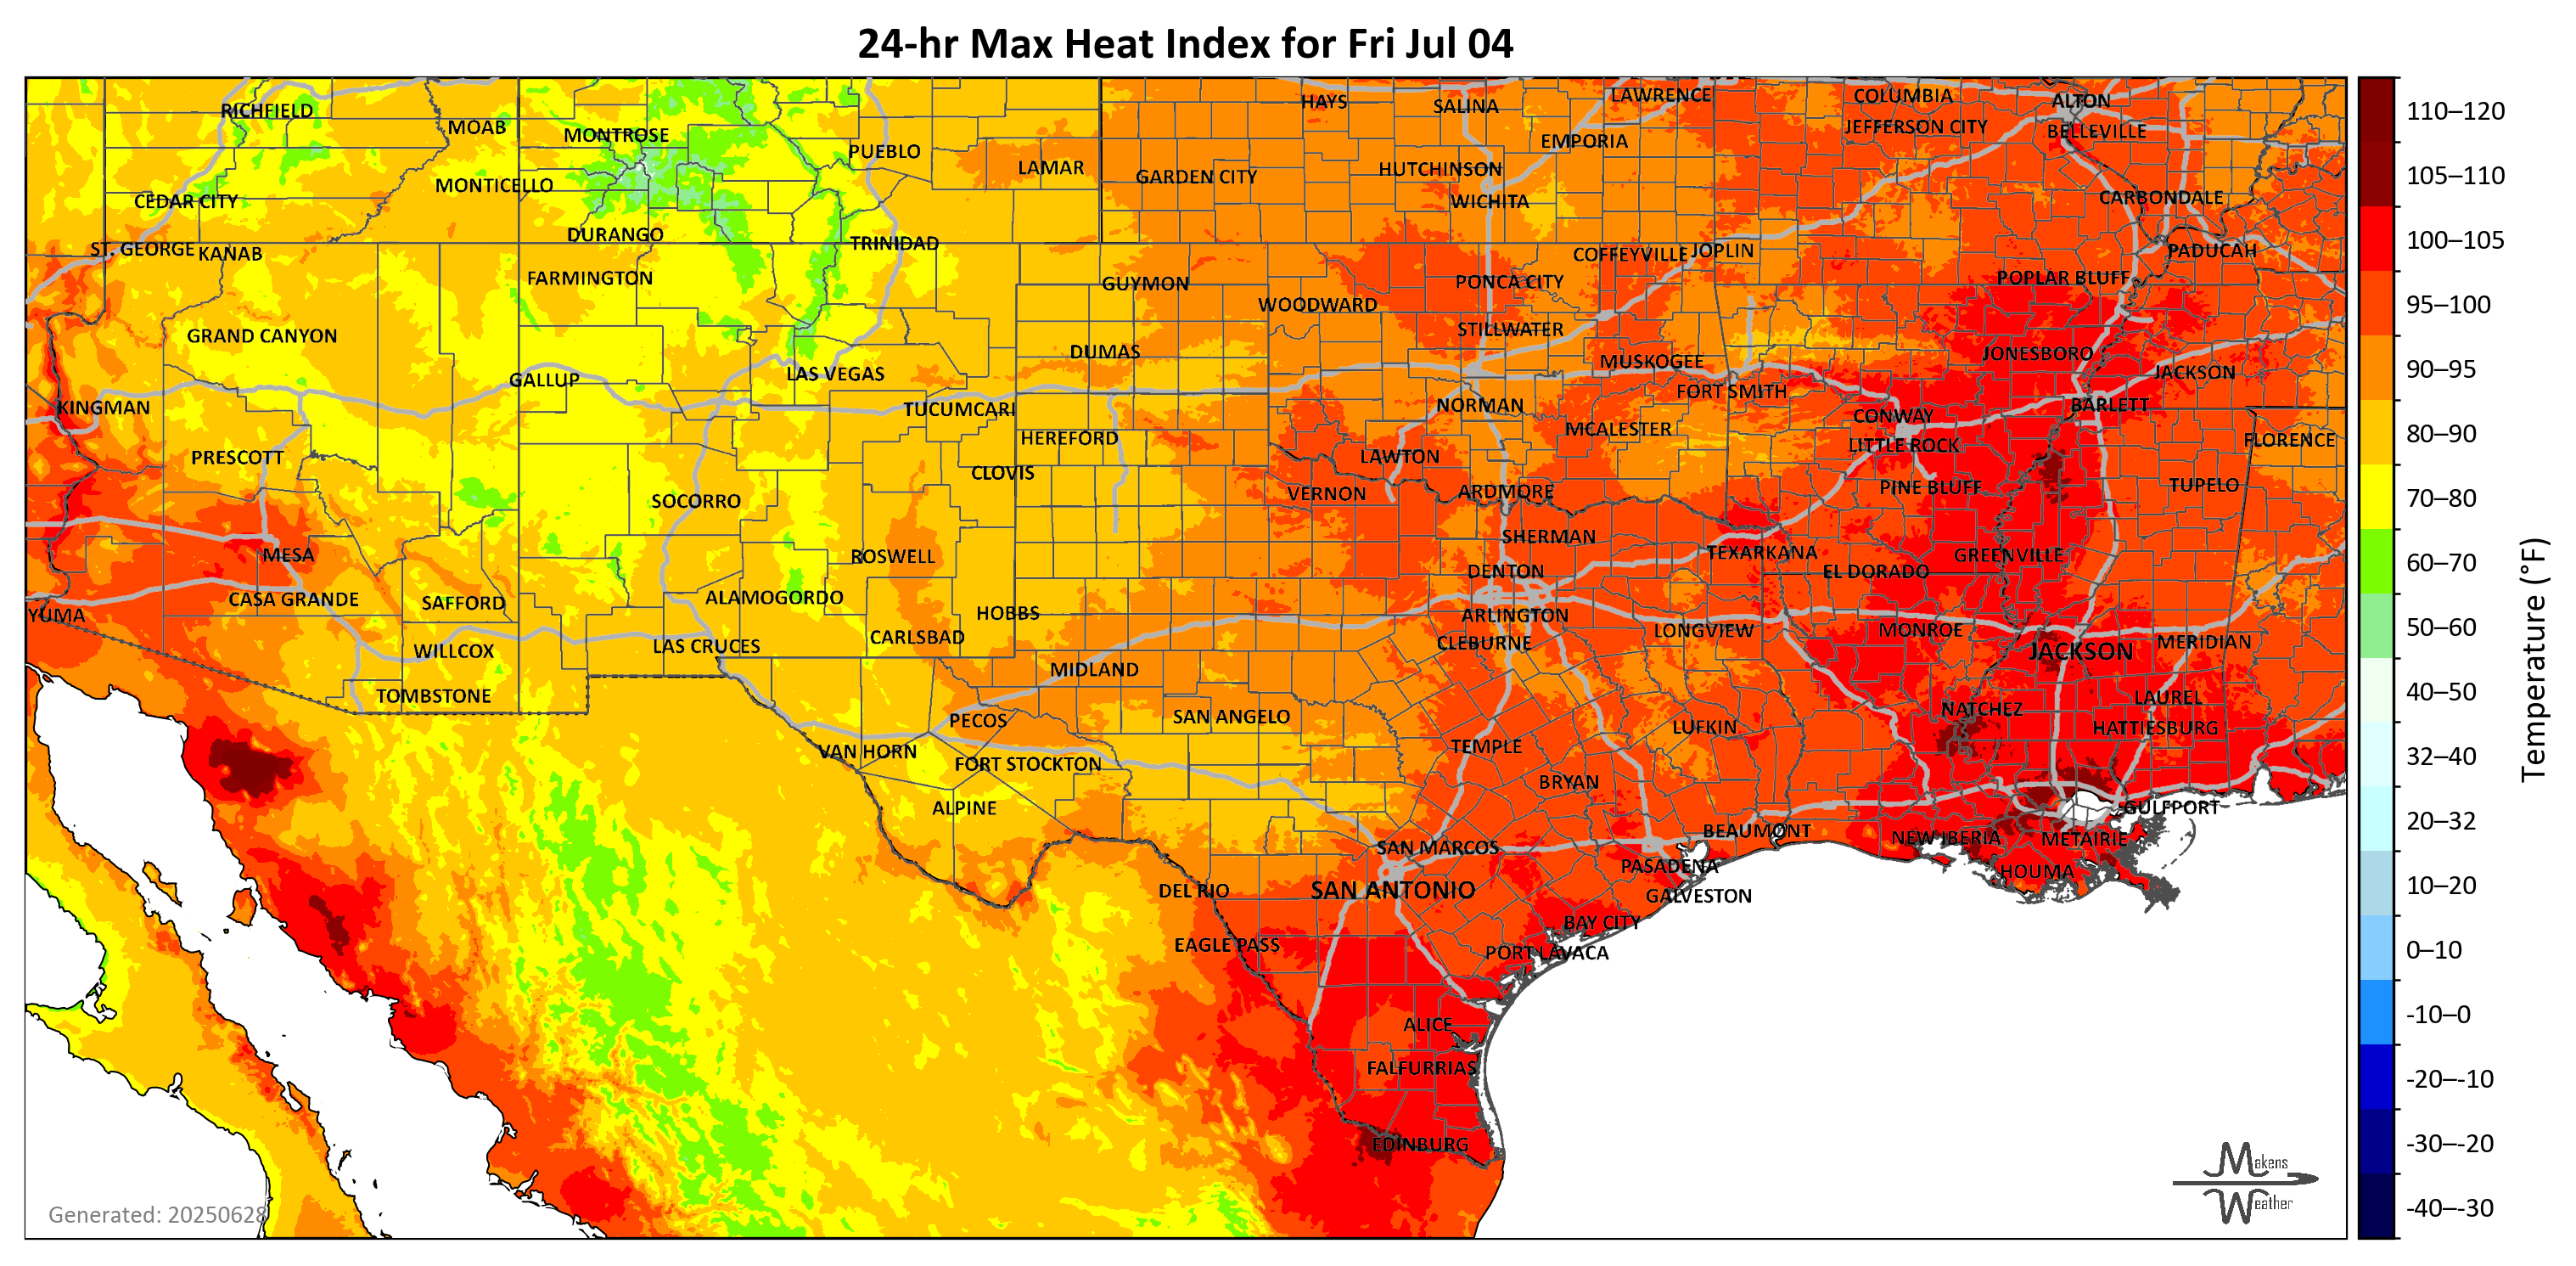 24-hr Max Heat Index for Fri Jul 04
RICHFIELD
MOAB
MONTROSE
PUEBLO
LAMAR
HAYS
SALINA
LAWRENCE
COLUMBIA
ALTON
EMPORIA
JEFFERSON CITY
BELLEVILLE
CEDAR CITY
MONTICELLO
GARDEN CITY
HUTCHINSON
WICHITA
CARBONDALE
ST. GEORGE
KANAB
DURANGO
TRINIDAD
COFFEYVILLE
JOPLIN
PADUCAH
FARMINGTON
GUYMON
WOODWARD
PONCA CITY
POPLAR BLUFF
GRAND CANYON
STILLWATER
DUMAS
MUSKOGEE
JONESBORO
GALLUP
LAS VEGAS
FORT SMITH
JACKSON
KINGMAN
TUCUMCARI
NORMAN
CONWAY
BARLETT
HEREFORD
MCALESTER
LITTLE ROCK
FLORENCE
PRESCOTT
CLOVIS
LAWTON
SOCORRO
VERNON
ARDMORE
PINE BLUFF
TUPELO
MESA
ROSWELL
SHERMAN
TEXARKANA
GREENVILLE
DENTON
EL DORADO
YUMA
CASA GRANDE
SAFFORD
ALAMOGORDO
HOBBS
ARLINGTON
WILLCOX
LAS CRUCES
CARLSBAD
CLEBURNE
LONGVIEW
MONROE
JACKSON
MERIDIAN
TOMBSTONE
MIDLAND
LAUREL
PECOS
SAN ANGELO
NATCHEZ
LUFKIN
HATTIESBURG
VAN HORN
FORT STOCKTON
TEMPLE
BRYAN
ALPINE
GULFPORT
BEAUMONT
NEW IBERIA
METAIRIE
SAN MARCOS
PASADENA
HOUMA
DEL RIO
SAN ANTONIO
GALVESTON
BAY CITY
EAGLE PASS
PORT LAVACA
ALICE
FALFURRIAS
EDINBURG
Generated: 20250628
Makens
Weather
110–120
105–110
100–105
95–100
90–95
80–90
70–80
60–70
50–60
40–50
32–40
20–32
10–20
0–10
-10–0
-20–-10
-30–-20
-40–-30
Temperature (°F)